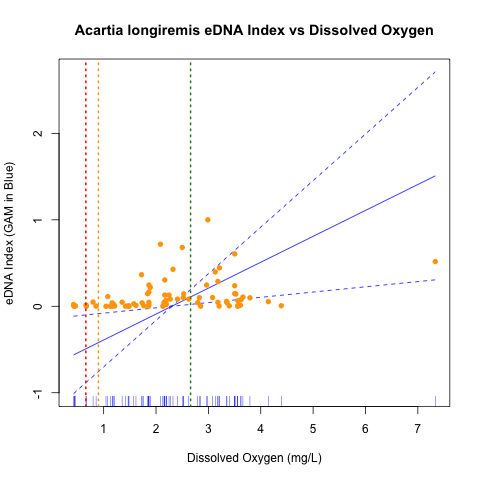 Acartia longiremis eDNA Index vs Dissolved Oxygen
eDNA Index (GAM in Blue)
2
1
0
-1
1 2 3 4 5 6 7
Dissolved Oxygen (mg/L)